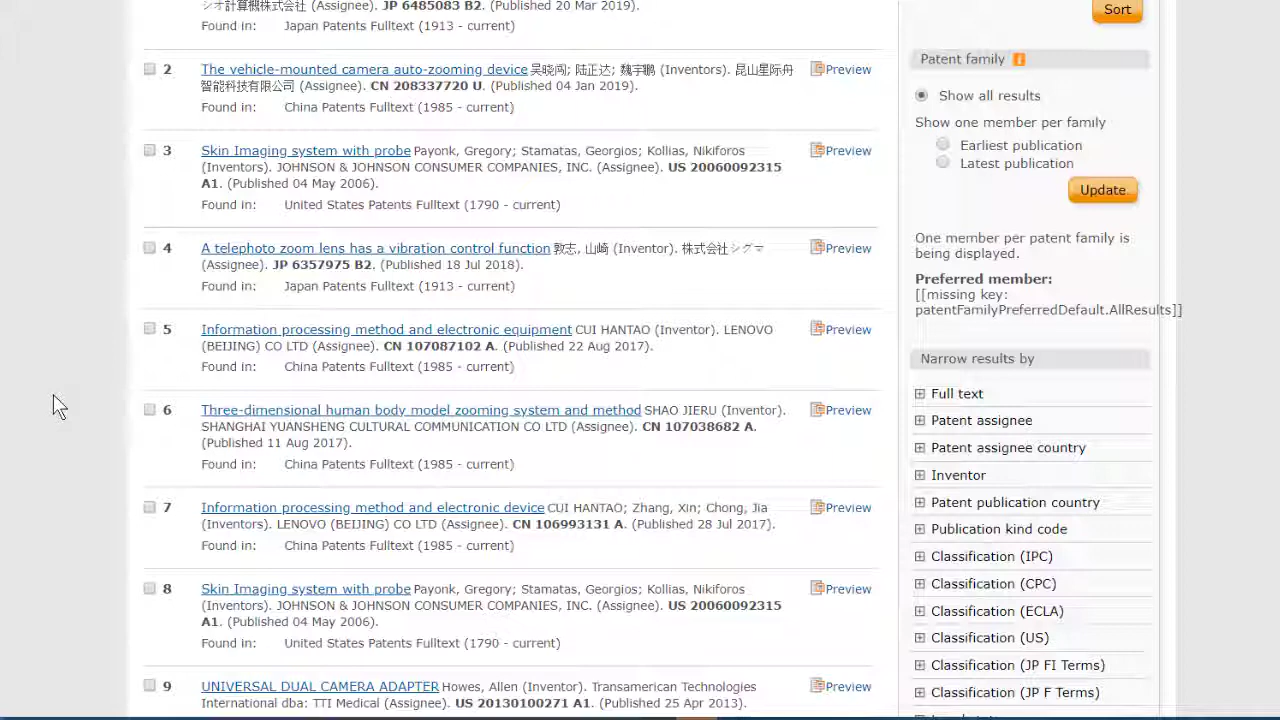 シオ計算機株式会社 (Assignee). JP 6485083 B2. (Published 20 Mar 2019).
Found in: Japan Patents Fulltext (1913 - current)
2 The vehicle-mounted camera auto-zooming device 吴晓闯; 陆正达; 魏宇鹏 (Inventors). 昆山星际舟
智能科技有限公司 (Assignee). CN 208337720 U. (Published 04 Jan 2019).
Preview
Found in: China Patents Fulltext (1985 - current)
3 Skin Imaging system with probe Payonk, Gregory; Stamatas, Georgios; Kollias, Nikiforos
(Inventors). JOHNSON & JOHNSON CONSUMER COMPANIES, INC. (Assignee). US 20060092315
A1. (Published 04 May 2006).
Preview
Found in: United States Patents Fulltext (1790 - current)
4 A telephoto zoom lens has a vibration control function 敦志, 山崎 (Inventor). 株式会社シグマ
(Assignee). JP 6357975 B2. (Published 18 Jul 2018).
Preview
Found in: Japan Patents Fulltext (1913 - current)
5 Information processing method and electronic equipment CUI HANTAO (Inventor). LENOVO
(BEIJING) CO LTD (Assignee). CN 107087102 A. (Published 22 Aug 2017).
Preview
Found in: China Patents Fulltext (1985 - current)
6 Three-dimensional human body model zooming system and method SHAO JIERU (Inventor).
SHANGHAI YUANSHENG CULTURAL COMMUNICATION CO LTD (Assignee). CN 107038682 A.
(Published 11 Aug 2017).
Preview
Found in: China Patents Fulltext (1985 - current)
7 Information processing method and electronic device CUI HANTAO; Zhang, Xin; Chong, Jia
(Inventors). LENOVO (BEIJING) CO LTD (Assignee). CN 106993131 A. (Published 28 Jul 2017).
Preview
Found in: China Patents Fulltext (1985 - current)
8 Skin Imaging system with probe Payonk, Gregory; Stamatas, Georgios; Kollias, Nikiforos
(Inventors). JOHNSON & JOHNSON CONSUMER COMPANIES, INC. (Assignee). US 20060092315
A1. (Published 04 May 2006).
Preview
Found in: United States Patents Fulltext (1790 - current)
9 UNIVERSAL DUAL CAMERA ADAPTER Howes, Allen (Inventor). Transamerican Technologies
International dba: TTI Medical (Assignee). US 20130100271 A1. (Published 25 Apr 2013).
Preview
Sort
Patent family i
Show all results
Show one member per family
Earliest publication
Latest publication
Update
One member per patent family is
being displayed.
Preferred member:
[[missing key:
patentFamilyPreferredDefault.AllResults]]
Narrow results by
Full text
Patent assignee
Patent assignee country
Inventor
Patent publication country
Publication kind code
Classification (IPC)
Classification (CPC)
Classification (ECLA)
Classification (US)
Classification (JP FI Terms)
Classification (JP F Terms)